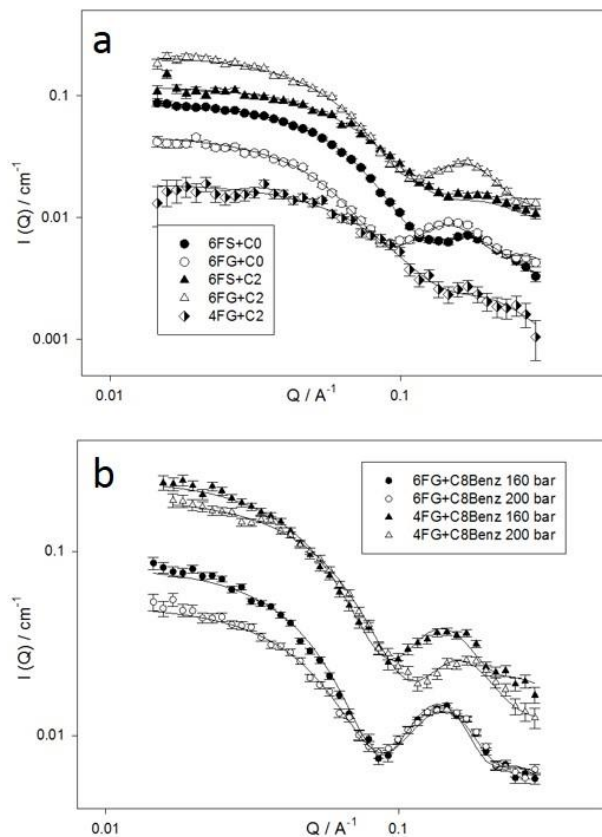 a
I (Q) / cm⁻¹
0.1
0.01
0.001
6FS+C0
6FG+C0
6FS+C2
6FG+C2
4FG+C2
0.01
Q / A⁻¹
0.1
b
I (Q) / cm⁻¹
0.1
0.01
6FG+C8Benz 160 bar
6FG+C8Benz 200 bar
4FG+C8Benz 160 bar
4FG+C8Benz 200 bar
0.01
Q / A⁻¹
0.1